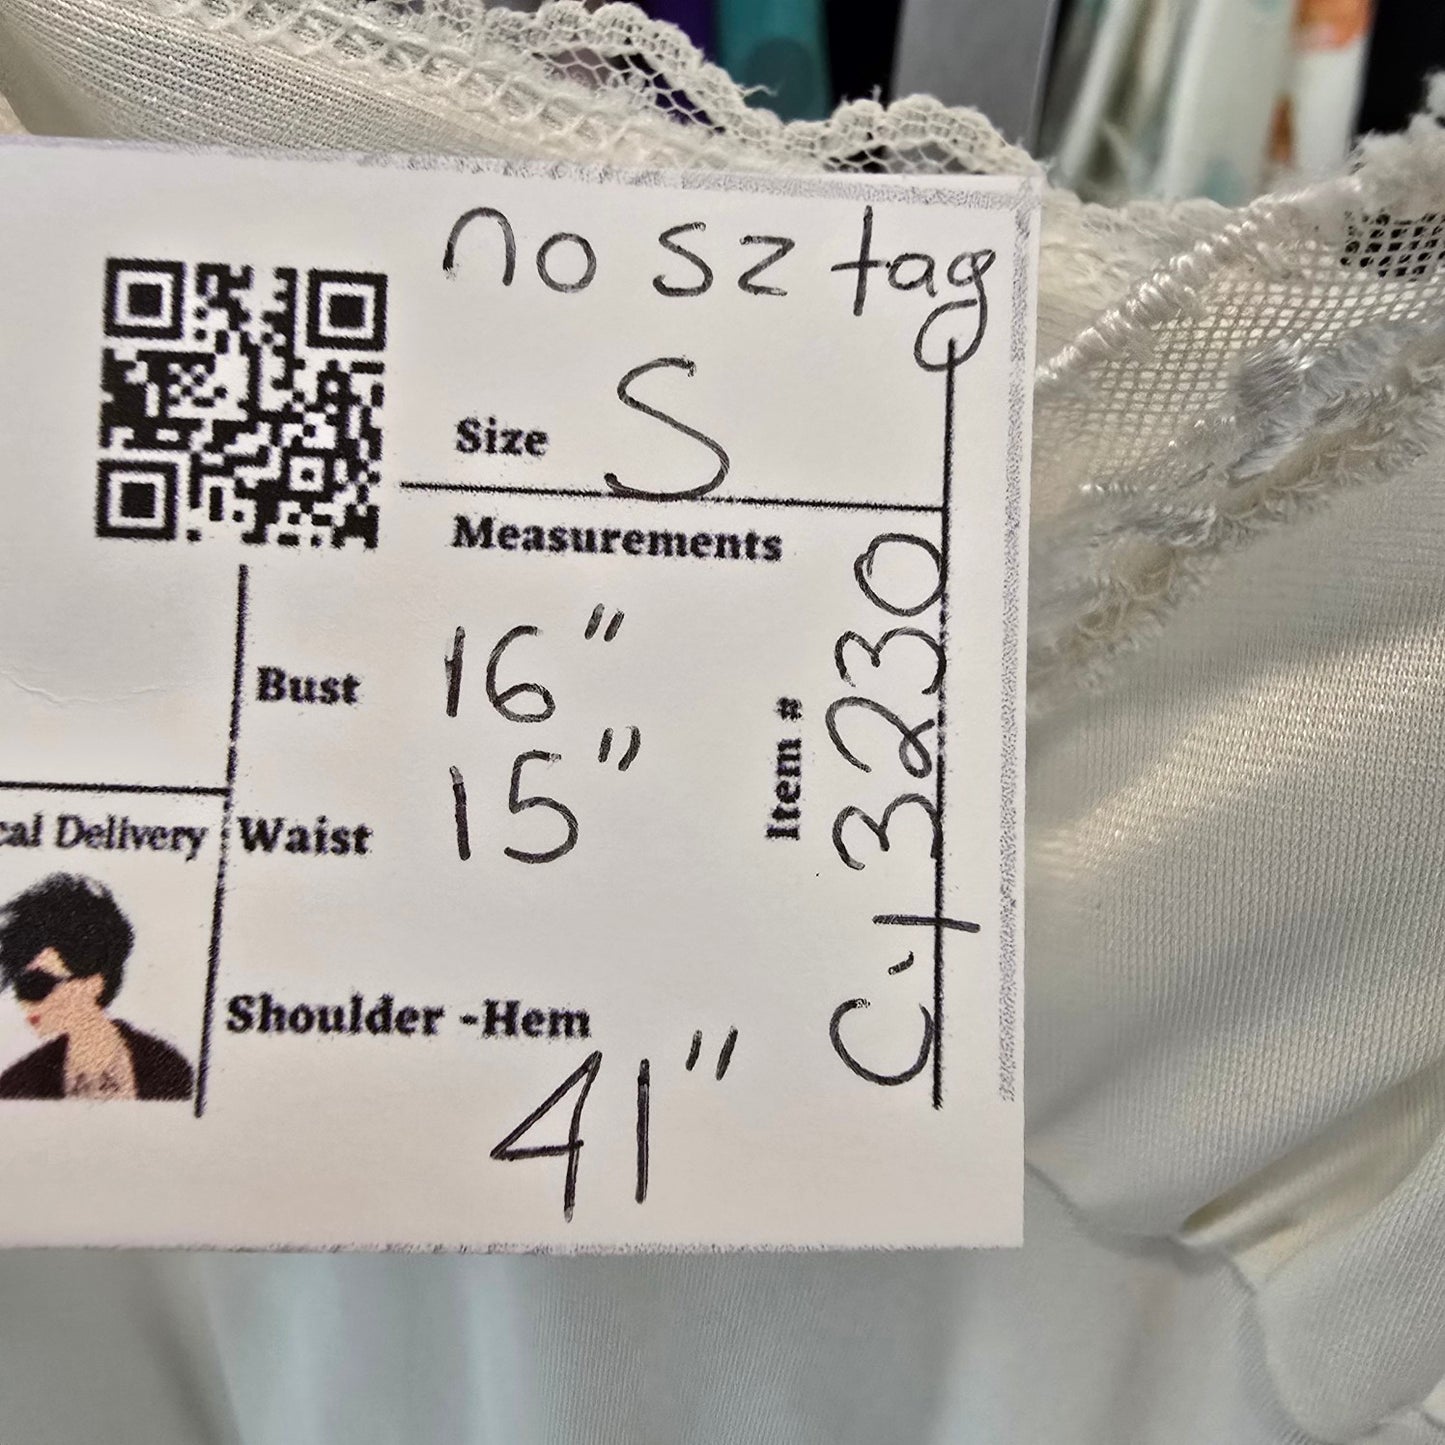 no sz tag
Size S
Measurements
Bust 16"
Waist 15"
Shoulder -Hem
41"
Item #
3230
cal Delivery